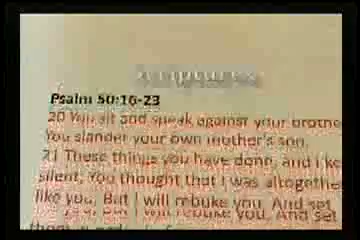 Scriptures
Psalm 50:16-23
20 You sit and speak against your brothe
You slander your own mother's son.
21 These things you have done, and I ke
silent, You thought that I was altogether
like you, But I will rebuke you, And set